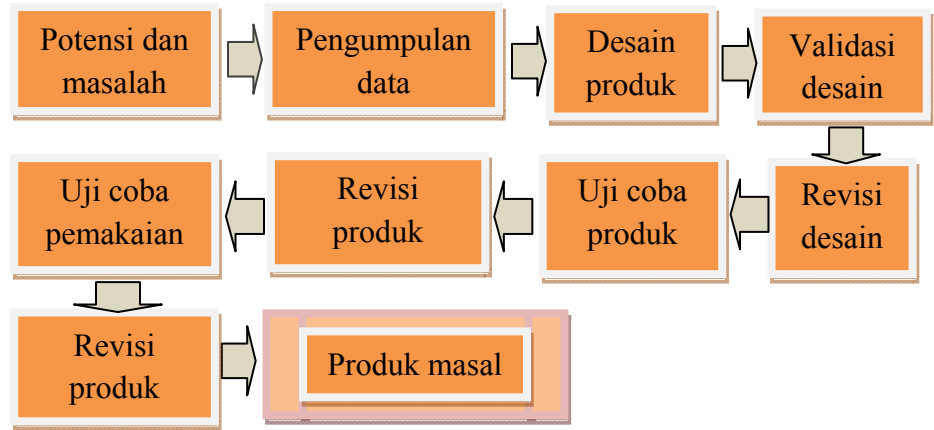 Potensi dan
masalah
Pengumpulan
data
Desain
produk
Validasi
desain
Revisi
desain
Uji coba
produk
Revisi
produk
Uji coba
pemakaian
Revisi
produk
Produk masal